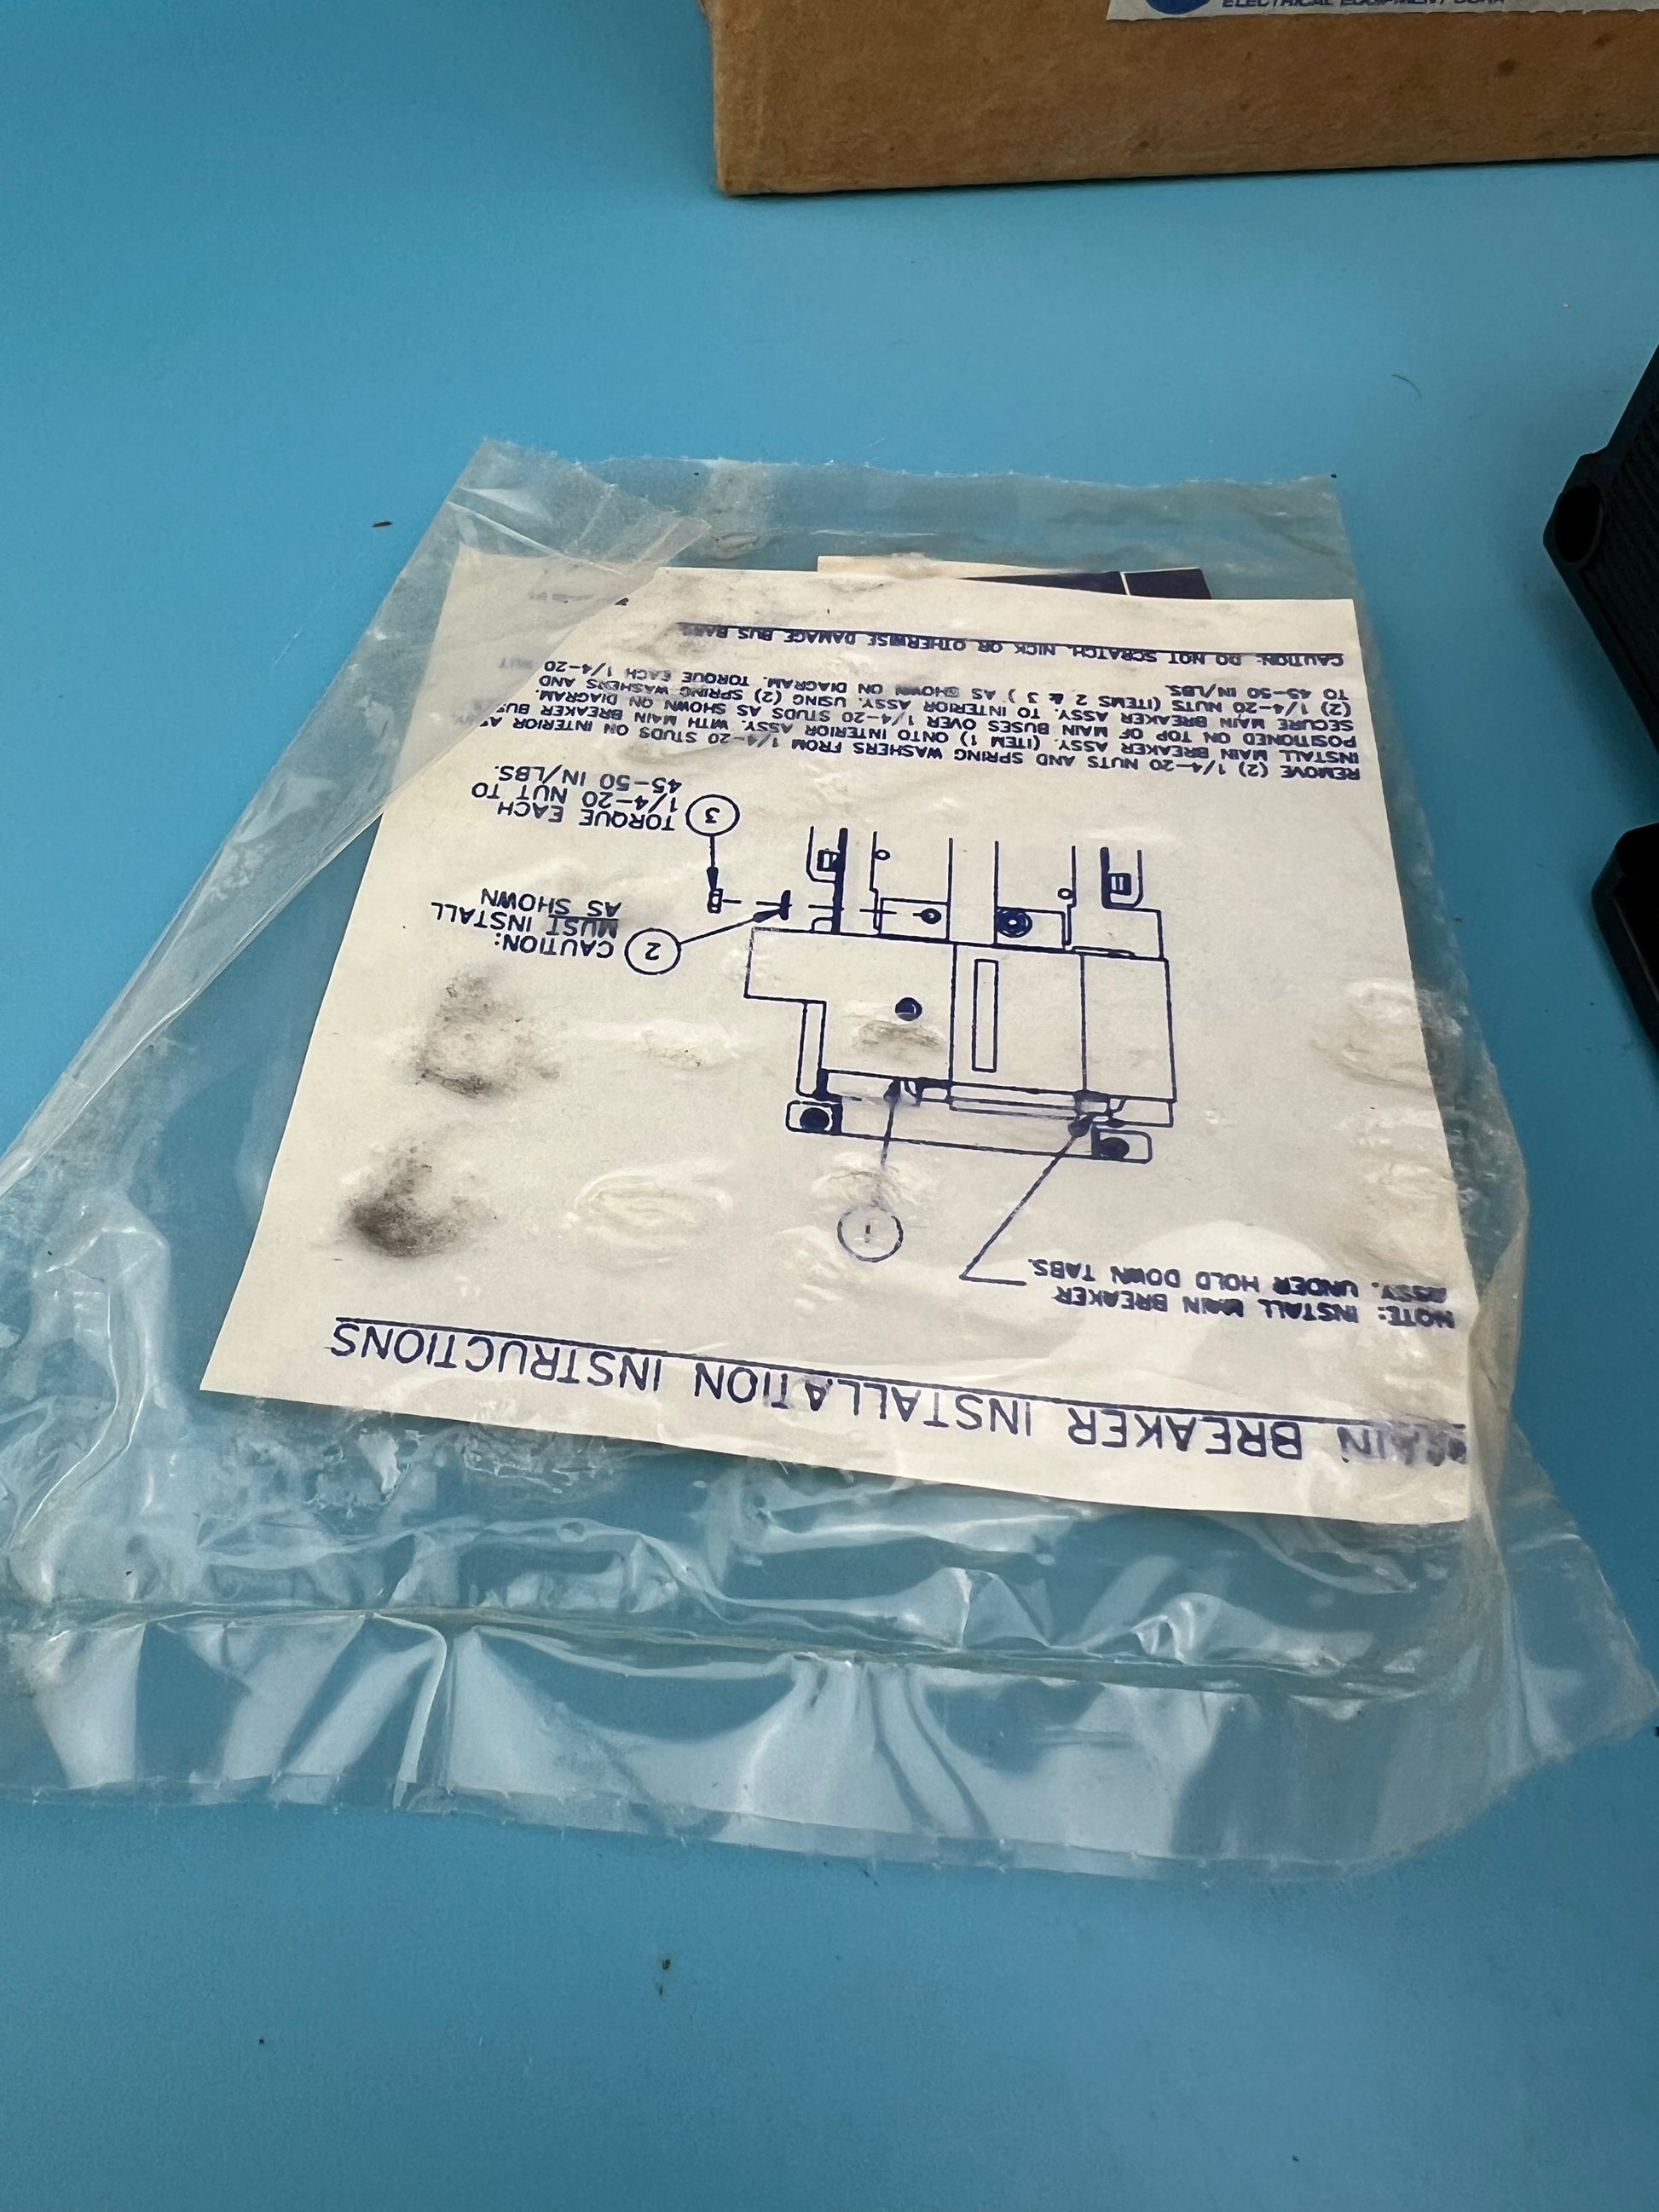 MAIN BREAKER INSTALLATION INSTRUCTIONS
NOTE: INSTALL MAIN BREAKER
ASSY. UNDER HOLD DOWN TABS.
1
2
CAUTION:
MUST INSTALL
AS SHOWN
3
TORQUE EACH
1/4-20 NUT TO
45-50 IN/LBS.
REMOVE (2) 1/4-20 NUTS AND SPRING WASHERS FROM 1/4-20 STUDS ON INTERIOR
INSTALL MAIN BREAKER ASSY. (ITEM 1) ONTO INTERIOR ASSY. WITH MAIN BREAKER
POSITIONED ON TOP OF MAIN BUSES OVER 1/4-20 STUDS AS SHOWN ON DIAGRAM.
SECURE MAIN BREAKER ASSY. TO INTERIOR ASSY. USING (2) SPRING WASHERS AND
(2) 1/4-20 NUTS (ITEMS 2 & 3) AS SHOWN ON DIAGRAM. TORQUE EACH 1/4-20
TO 45-50 IN/LBS.
CAUTION: DO NOT SCRATCH, NICK OR OTHERWISE DAMAGE BUS
ELECTRICAL EQUIPMENT